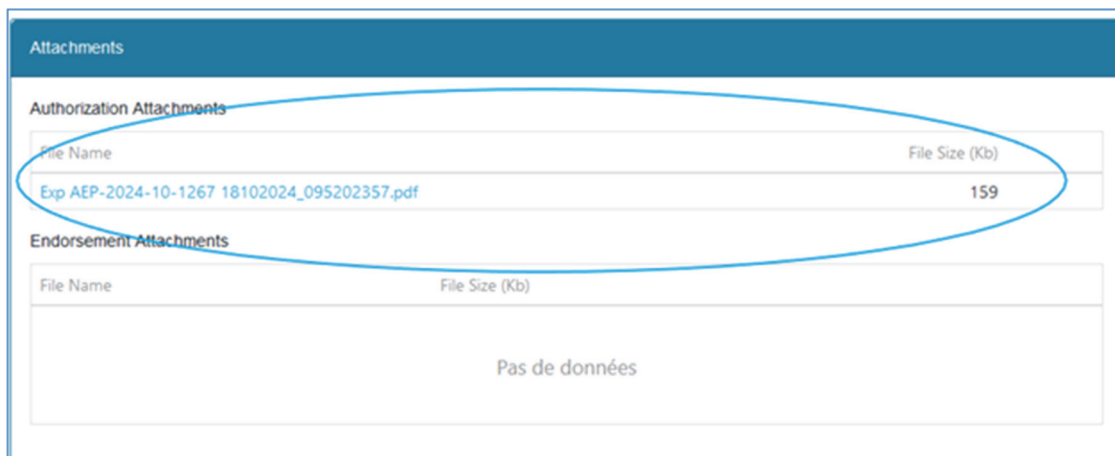 Attachments
Authorization Attachments
File Name File Size (Kb)
Exp AEP-2024-10-1267 18102024_095202357.pdf 159
Endorsement Attachments
File Name File Size (Kb)
Pas de données